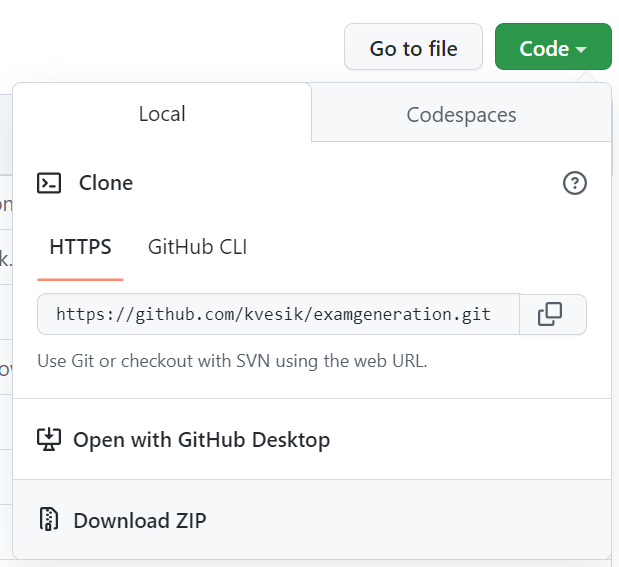 Go to file
Code
Local
Codespaces
Clone
HTTPS
GitHub CLI
https://github.com/kvesik/examgeneration.git
Use Git or checkout with SVN using the web URL.
Open with GitHub Desktop
Download ZIP